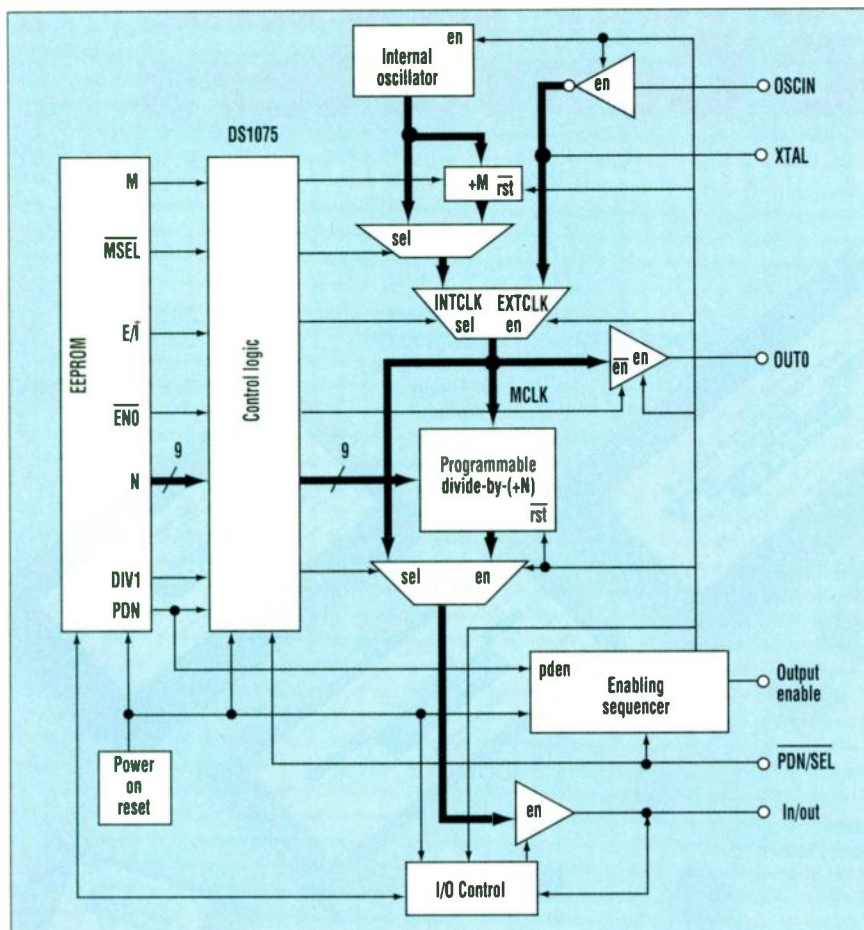 en
Internal
oscillator
en
OSCIN
DS1075
XTAL
M
+M
rst
sel
MSEL
INTCLK
EXTCLK
sel
en
E/I
EEPROM
Control logic
en
en
OUT0
EN0
MCLK
9
9
N
Programmable
divide-by-(+N)
rst
DIV1
sel
en
PDN
pden
Enabling
sequencer
Output
enable
PDN/SEL
Power
on
reset
en
In/out
I/O Control